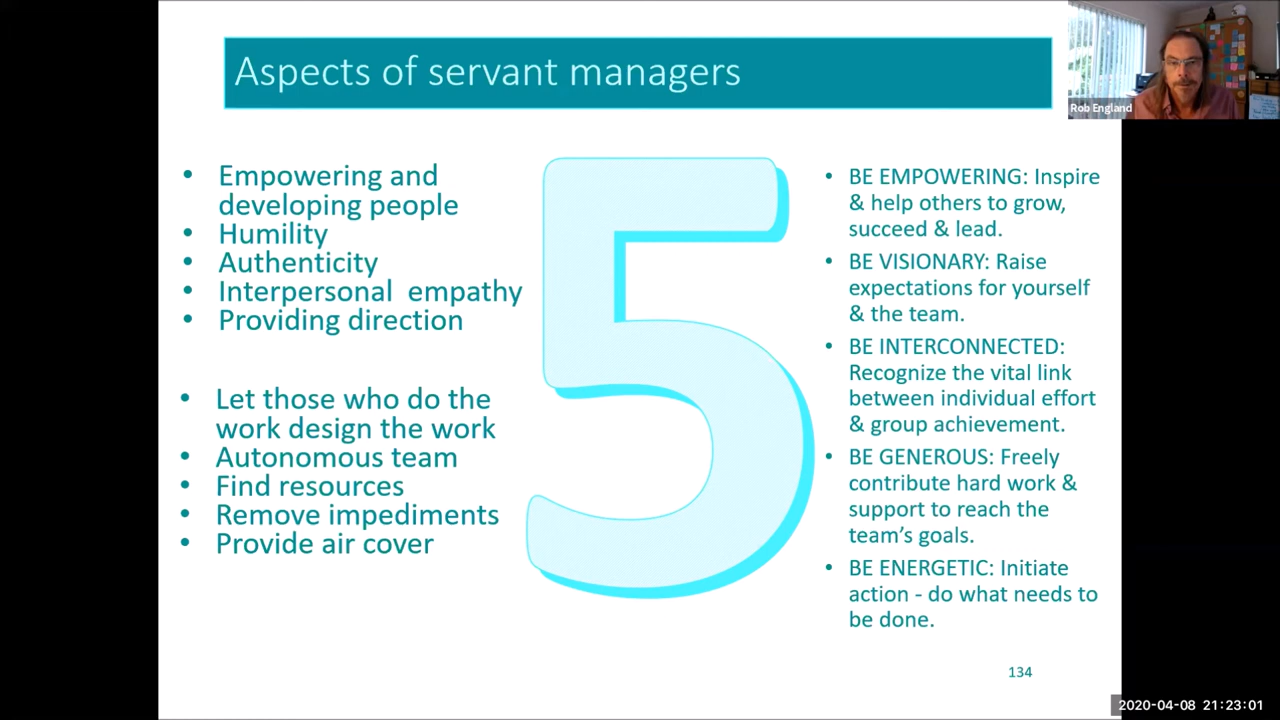 Aspects of servant managers
Rob England
• Empowering and
developing people
• Humility
• Authenticity
• Interpersonal empathy
• Providing direction
• Let those who do the
work design the work
• Autonomous team
• Find resources
• Remove impediments
• Provide air cover
5
• BE EMPOWERING: Inspire
& help others to grow,
succeed & lead.
• BE VISIONARY: Raise
expectations for yourself
& the team.
• BE INTERCONNECTED:
Recognize the vital link
between individual effort
& group achievement.
• BE GENEROUS: Freely
contribute hard work &
support to reach the
team’s goals.
• BE ENERGETIC: Initiate
action - do what needs to
be done.
134
2020-04-08 21:23:01